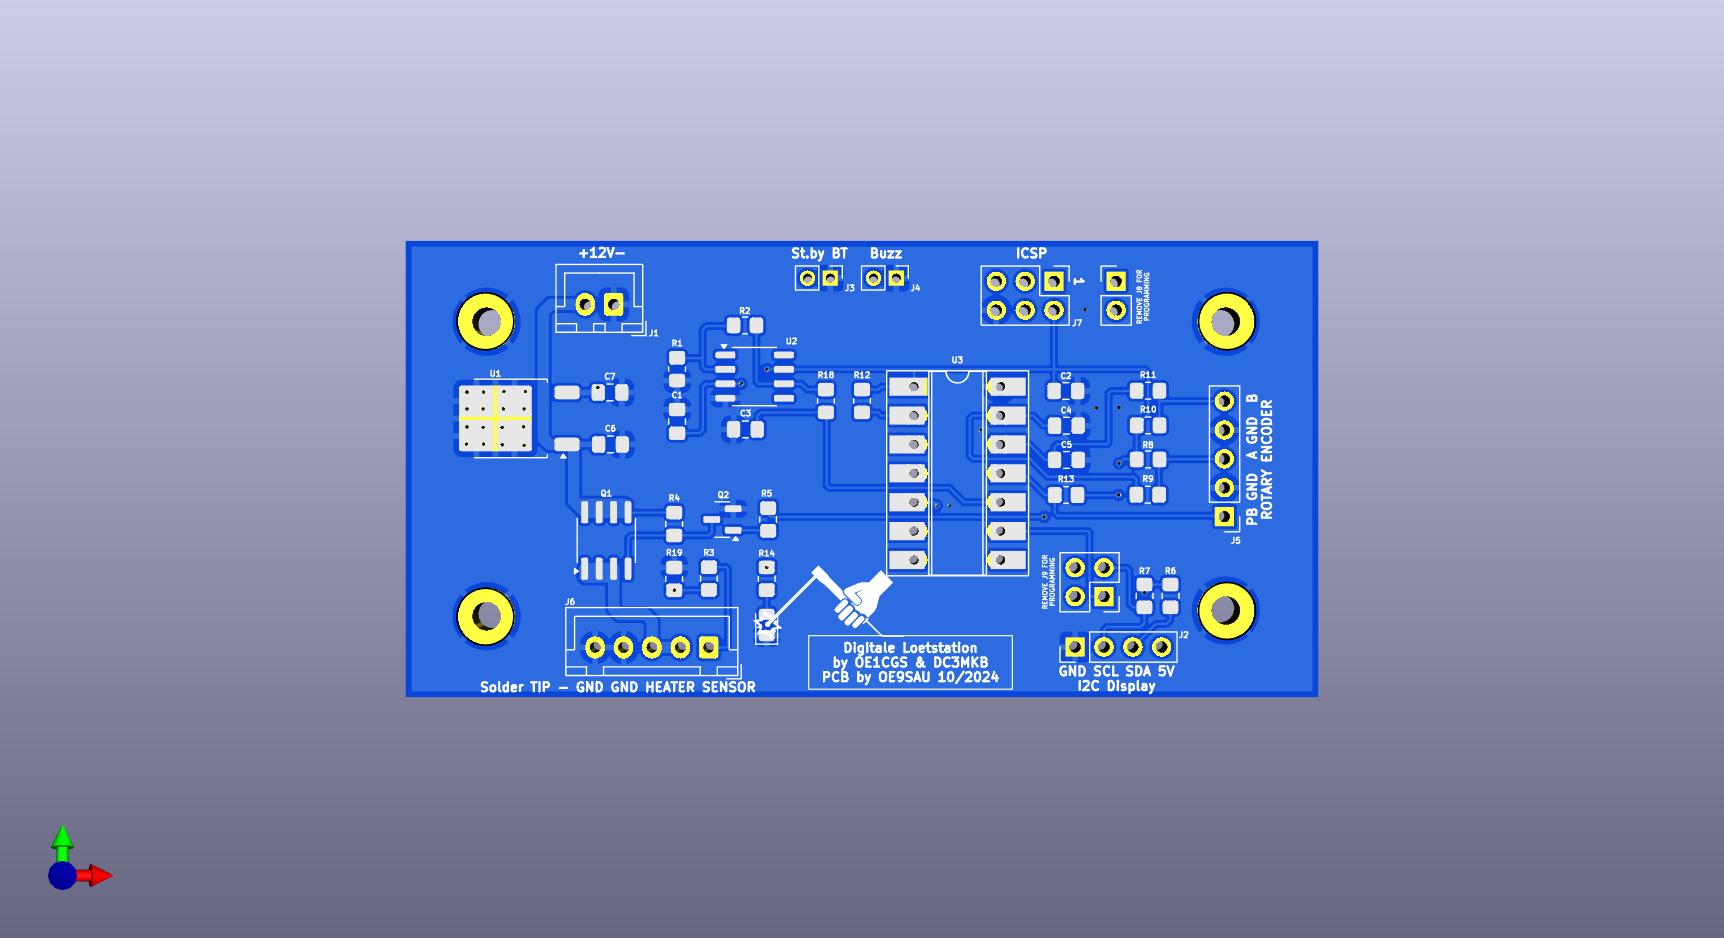 +12V-
St.by BT
Buzz
ICSP
J3
J4
1
J7
REMOVE J8 FOR
PROGRAMMING
J1
R2
U2
R1
U3
U1
C7
R18
R12
C2
R11
C1
C3
C4
R10
C6
C5
R8
R13
R9
PB GND A GND B
ROTARY ENCODER
J5
Q1
R4
Q2
R5
R19
R3
R14
REMOVE J9 FOR
PROGRAMMING
R7
R6
J6
J2
Digitale Loetstation
by OE1CGS & DC3MKB
PCB by OE9SAU 10/2024
GND SCL SDA 5V
I2C Display
Solder TIP - GND GND HEATER SENSOR